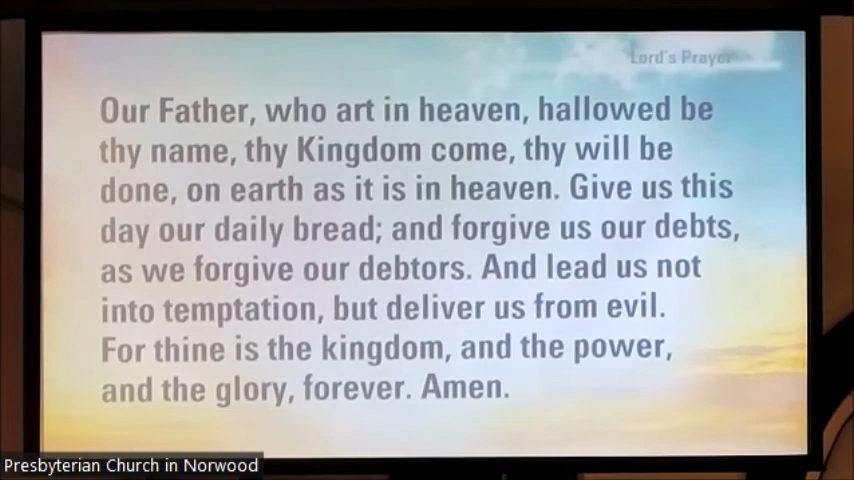 Lord's Prayer
Our Father, who art in heaven, hallowed be
thy name, thy Kingdom come, thy will be
done, on earth as it is in heaven. Give us this
day our daily bread; and forgive us our debts,
as we forgive our debtors. And lead us not
into temptation, but deliver us from evil.
For thine is the kingdom, and the power,
and the glory, forever. Amen.
Presbyterian Church in Norwood